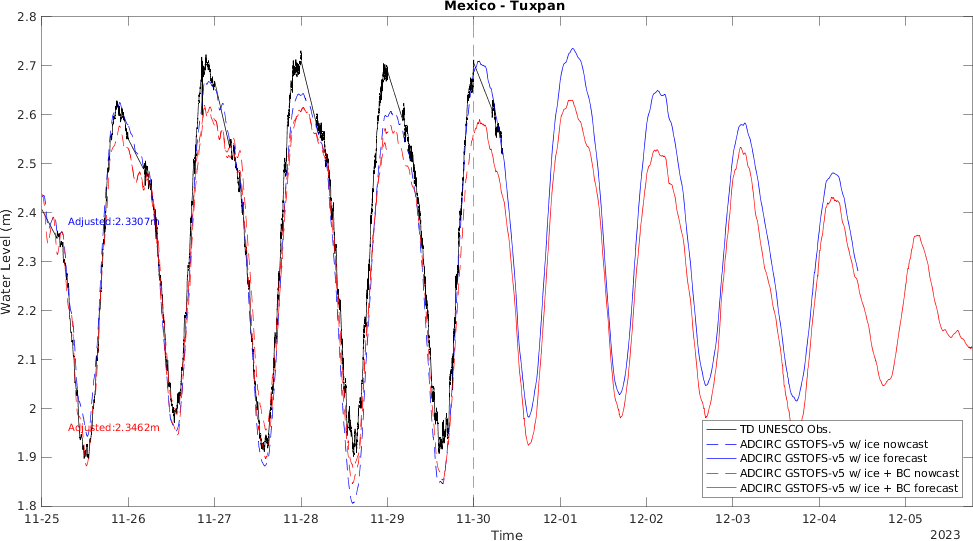 Mexico - Tuxpan
2.8
2.7
2.6
2.5
2.4
2.3
2.2
2.1
2
1.9
1.8
Water Level (m)
Adjusted:2.3307m
Adjusted:2.3462m
TD UNESCO Obs.
ADCIRC GSTOFS-v5 w/ ice nowcast
ADCIRC GSTOFS-v5 w/ ice forecast
ADCIRC GSTOFS-v5 w/ ice + BC nowcast
ADCIRC GSTOFS-v5 w/ ice + BC forecast
11-25 11-26 11-27 11-28 11-29 11-30 12-01 12-02 12-03 12-04 12-05
Time
2023